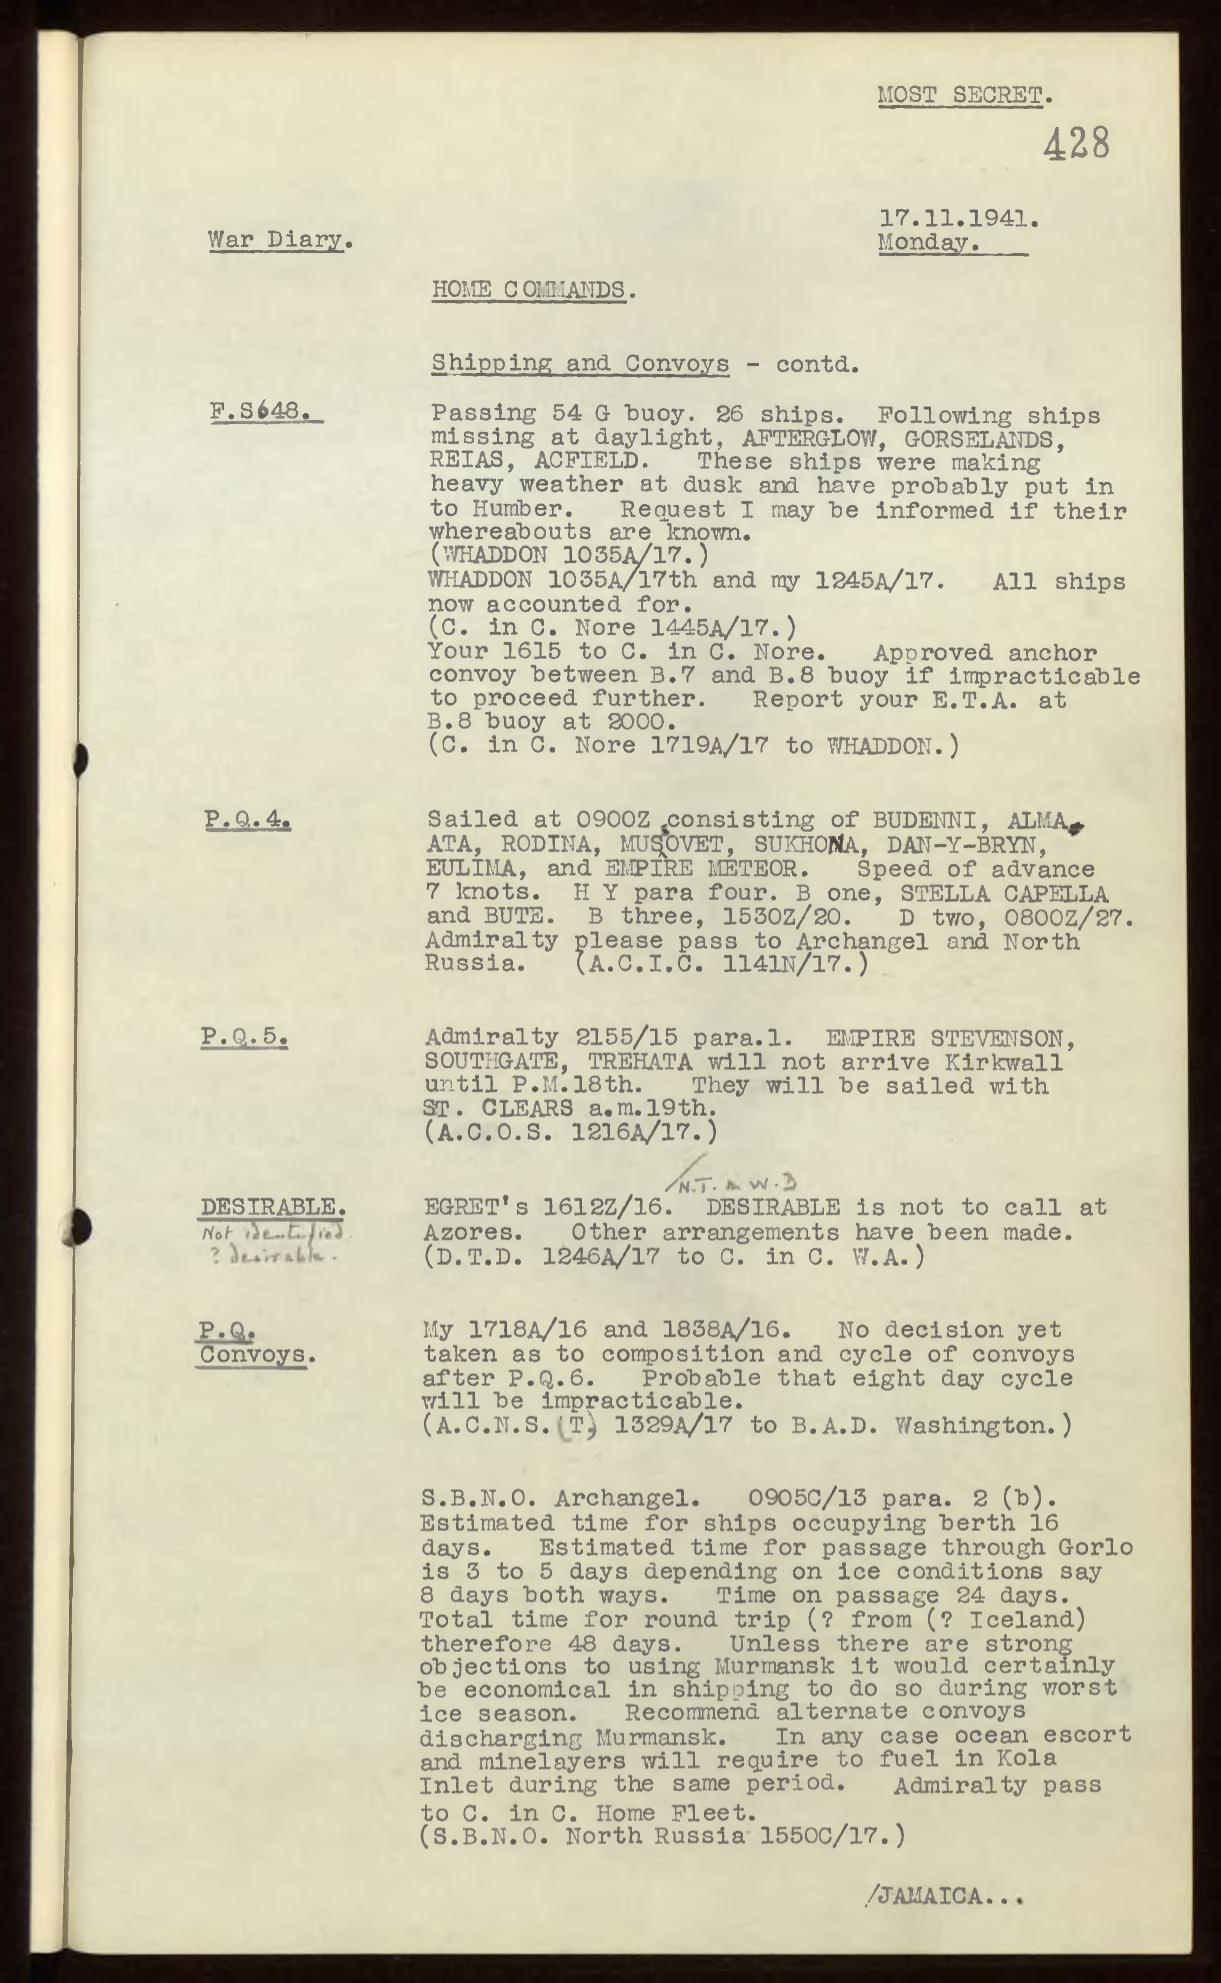 MOST SECRET.
428
17.11.1941.
War Diary.
Monday.
HOME COMMANDS.
Shipping and Convoys - contd.
F.S648.
Passing 54 G buoy. 26 ships. Following ships
missing at daylight, AFTERGLOW, GORSELANDS,
REIAS, ACFIELD. These ships were making
heavy weather at dusk and have probably put in
to Humber. Request I may be informed if their
whereabouts are known.
(WHADDON 1035A/17.)
WHADDON 1035A/17th and my 1245A/17. All ships
now accounted for.
(C. in C. Nore 1445A/17.)
Your 1615 to C. in C. Nore. Approved anchor
convoy between B.7 and B.8 buoy if impracticable
to proceed further. Report your E.T.A. at
B.8 buoy at 2000.
(C. in C. Nore 1719A/17 to WHADDON.)
P.Q.4.
Sailed at 0900Z consisting of BUDENNI, ALMA
ATA, RODINA, MUSOVET, SUKHONA, DAN-Y-BRYN,
EULIMA, and EMPIRE METEOR. Speed of advance
7 knots. H Y para four. B one, STELLA CAPELLA
and BUTE. B three, 1530Z/20. D two, 0800Z/27.
Admiralty please pass to Archangel and North
Russia. (A.C.I.C. 1141N/17.)
P.Q.5.
Admiralty 2155/15 para.1. EMPIRE STEVENSON,
SOUTHGATE, TREHATA will not arrive Kirkwall
until P.M.18th. They will be sailed with
ST. CLEARS a.m.19th.
(A.C.O.S. 1216A/17.)
/N.T. in W.D
DESIRABLE.
Not identified.
? desirable.
EGRET's 1612Z/16. DESIRABLE is not to call at
Azores. Other arrangements have been made.
(D.T.D. 1246A/17 to C. in C. W.A.)
P.Q.
Convoys.
My 1718A/16 and 1838A/16. No decision yet
taken as to composition and cycle of convoys
after P.Q.6. Probable that eight day cycle
will be impracticable.
(A.C.N.S.(T) 1329A/17 to B.A.D. Washington.)
S.B.N.O. Archangel. 0905C/13 para. 2 (b).
Estimated time for ships occupying berth 16
days. Estimated time for passage through Gorlo
is 3 to 5 days depending on ice conditions say
8 days both ways. Time on passage 24 days.
Total time for round trip (? from (? Iceland)
therefore 48 days. Unless there are strong
objections to using Murmansk it would certainly
be economical in shipping to do so during worst
ice season. Recommend alternate convoys
discharging Murmansk. In any case ocean escort
and minelayers will require to fuel in Kola
Inlet during the same period. Admiralty pass
to C. in C. Home Fleet.
(S.B.N.O. North Russia 1550C/17.)
/JAMAICA...